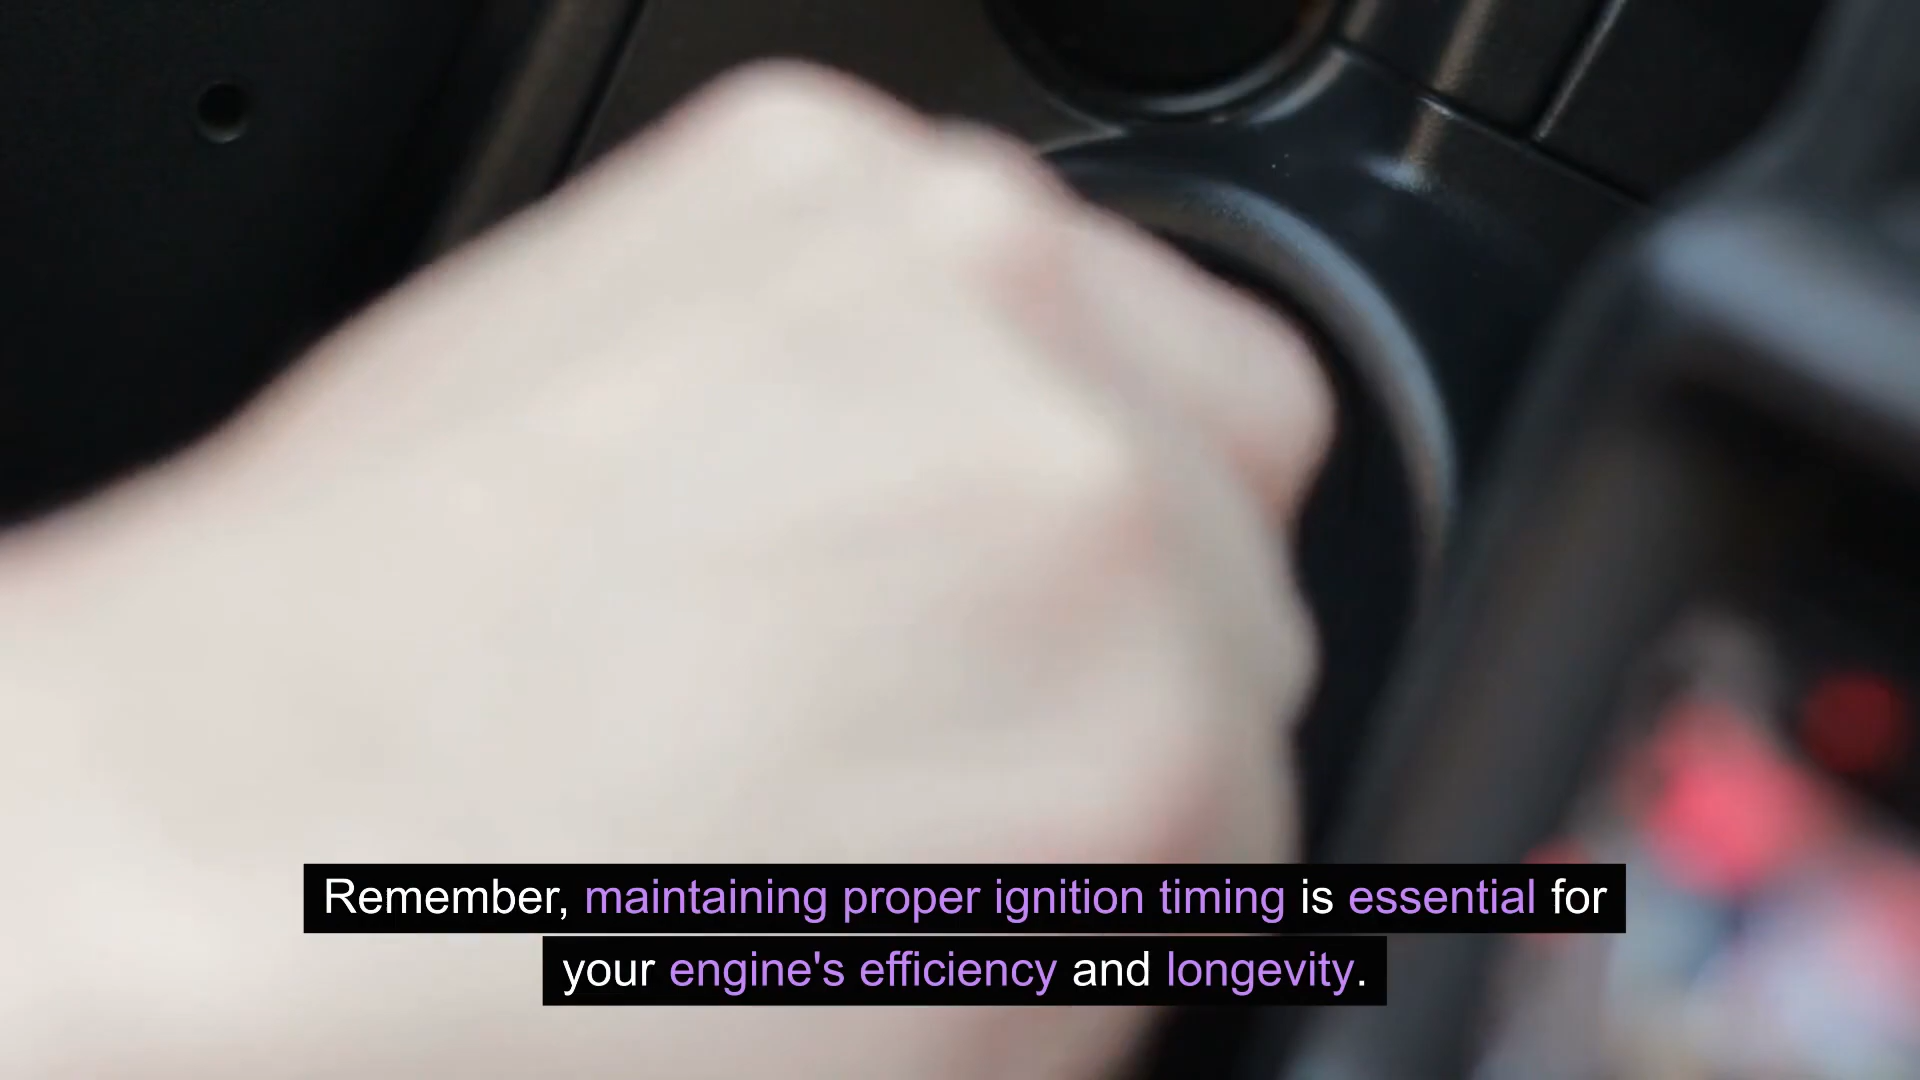 Remember, maintaining proper ignition timing is essential for
your engine's efficiency and longevity.